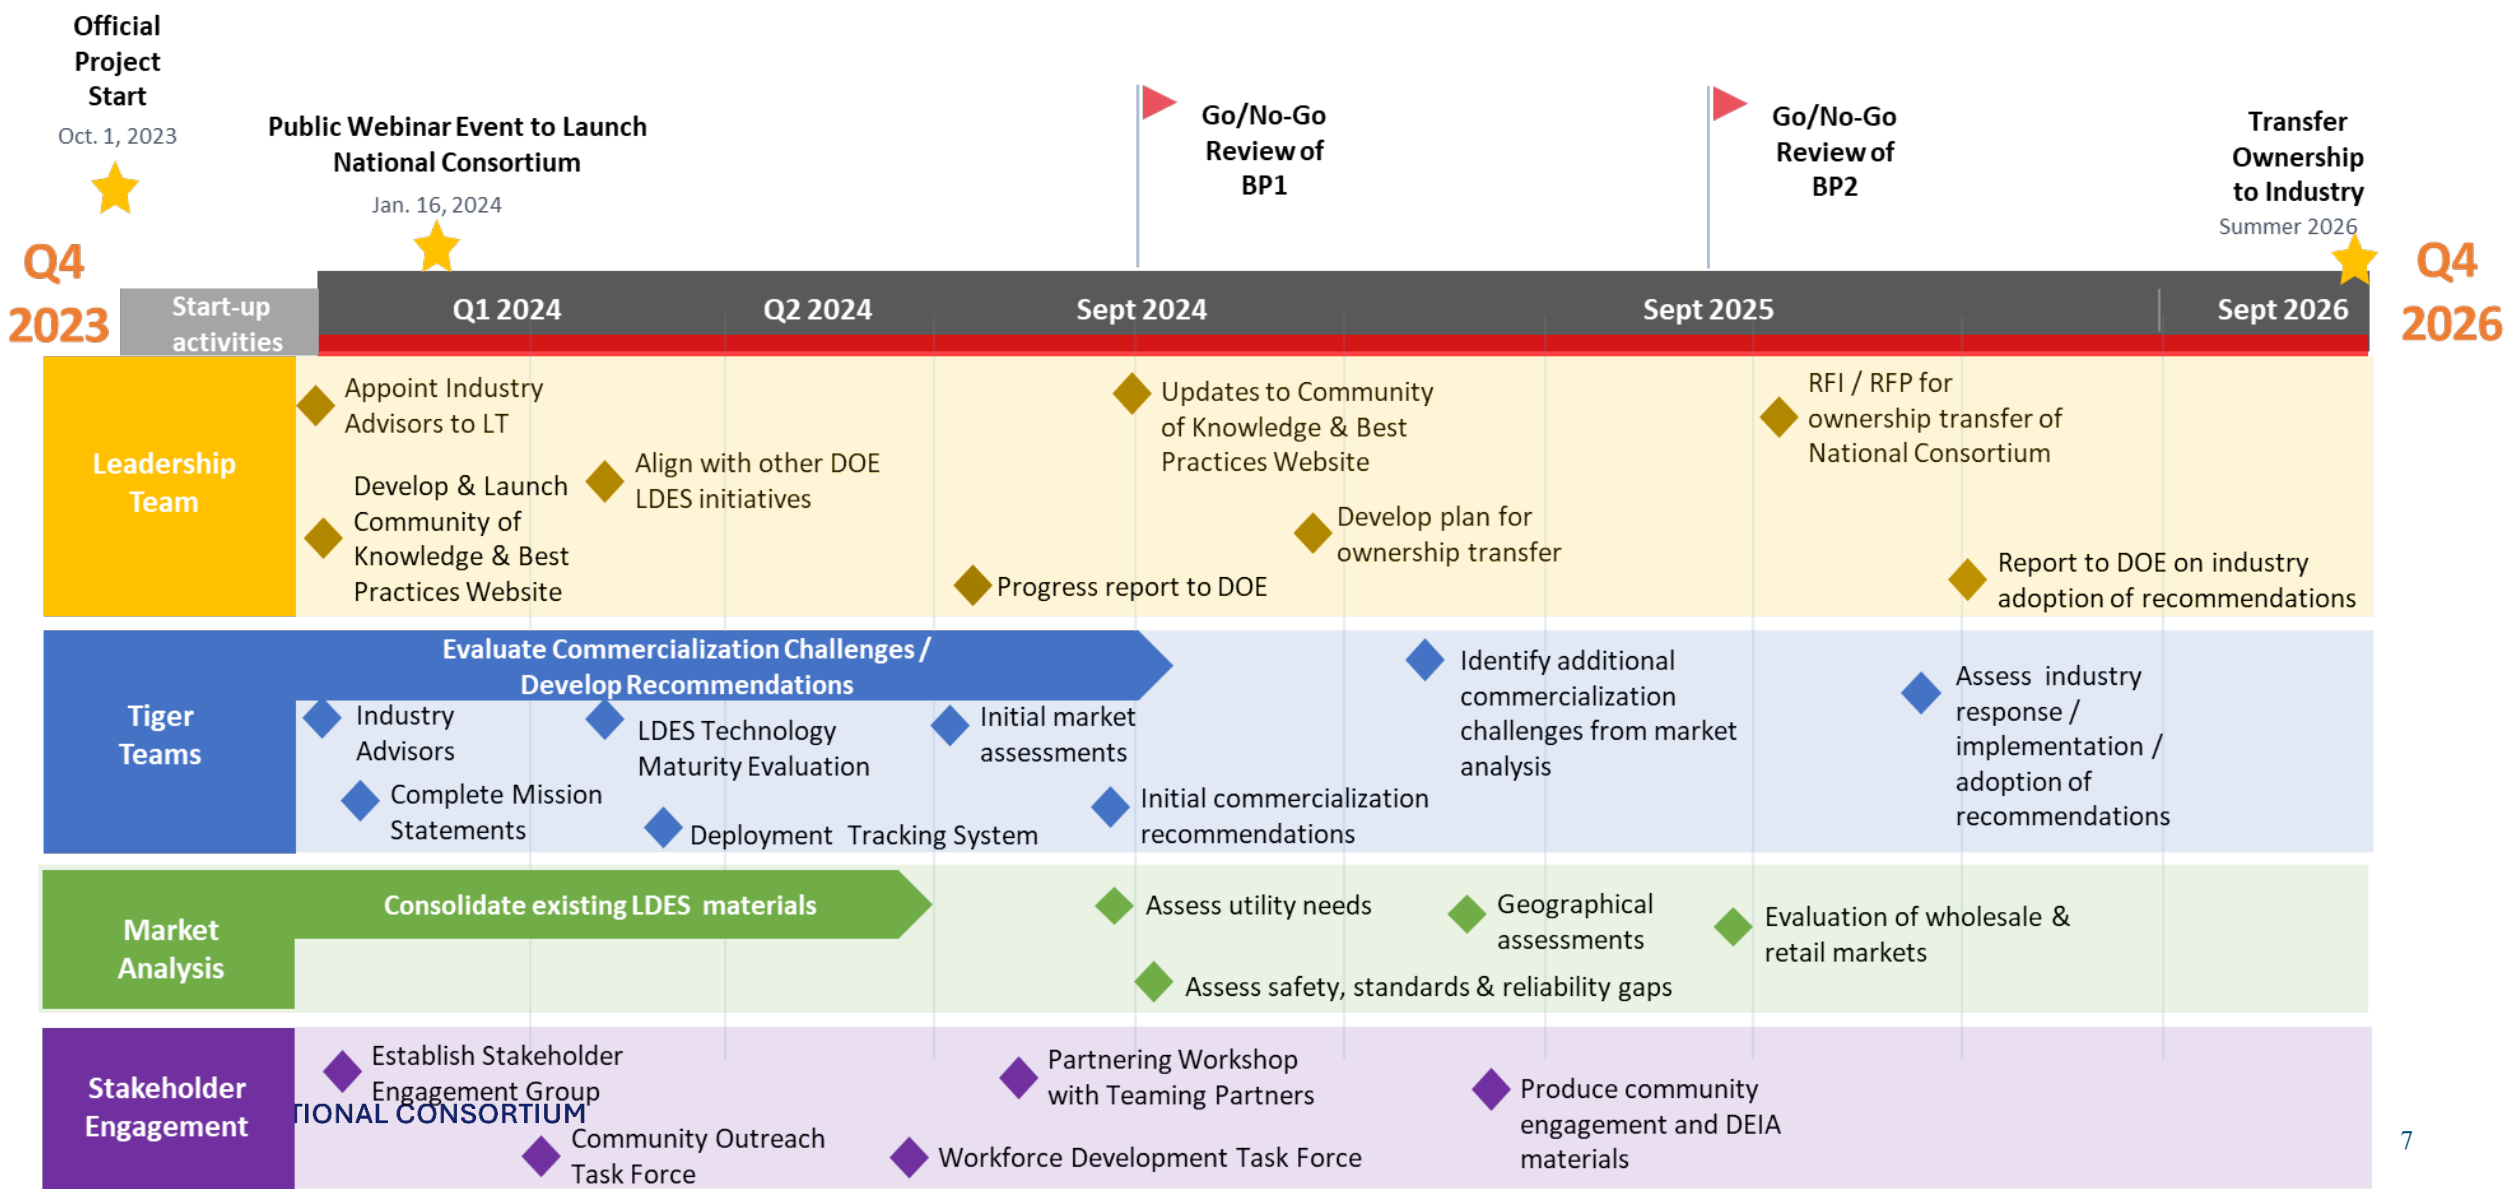 Official
Project
Start
Oct. 1, 2023
Public Webinar Event to Launch
National Consortium
Jan. 16, 2024
Go/No-Go
Review of
BP1
Go/No-Go
Review of
BP2
Transfer
Ownership
to Industry
Summer 2026
Q4
2023
Start-up
activities
Q1 2024
Q2 2024
Sept 2024
Sept 2025
Sept 2026
Q4
2026
Leadership
Team
Appoint Industry
Advisors to LT
Develop & Launch
Community of
Knowledge & Best
Practices Website
Align with other DOE
LDES initiatives
Progress report to DOE
Updates to Community
of Knowledge & Best
Practices Website
Develop plan for
ownership transfer
RFI / RFP for
ownership transfer of
National Consortium
Report to DOE on industry
adoption of recommendations
Tiger
Teams
Evaluate Commercialization Challenges /
Develop Recommendations
Industry
Advisors
Complete Mission
Statements
LDES Technology
Maturity Evaluation
Deployment Tracking System
Initial market
assessments
Initial commercialization
recommendations
Identify additional
commercialization
challenges from market
analysis
Assess industry
response /
implementation /
adoption of
recommendations
Market
Analysis
Consolidate existing LDES materials
Assess utility needs
Assess safety, standards & reliability gaps
Geographical
assessments
Evaluation of wholesale &
retail markets
Stakeholder
Engagement
Establish Stakeholder
Engagement Group
TIONAL CONSORTIUM
Community Outreach
Task Force
Partnering Workshop
with Teaming Partners
Workforce Development Task Force
Produce community
engagement and DEIA
materials
7